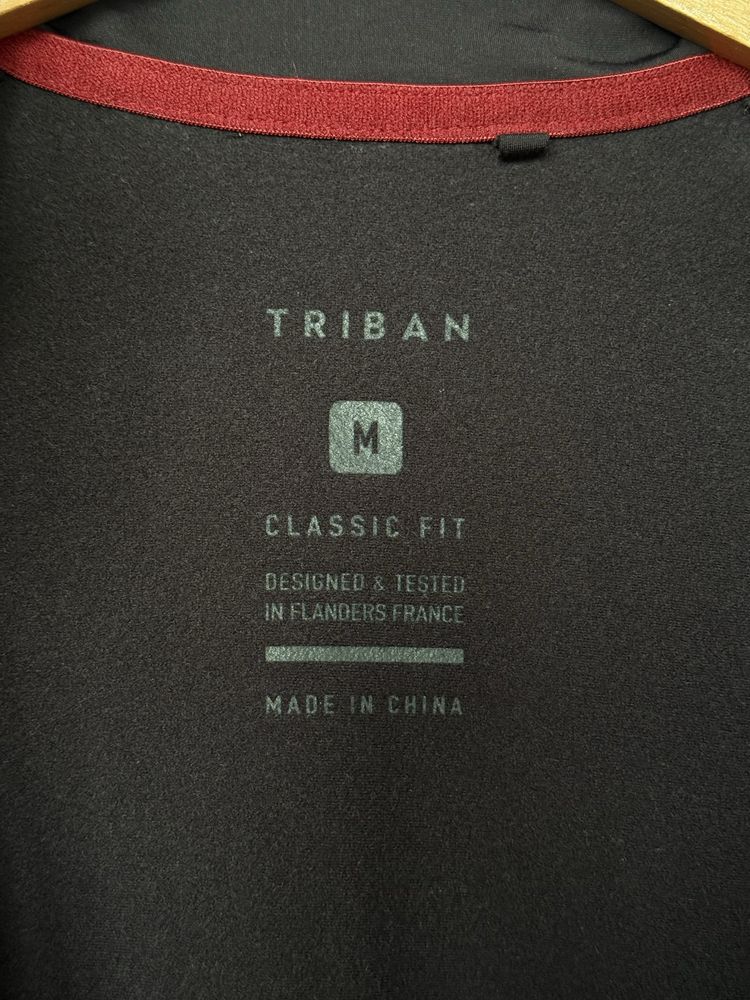 TRIBAN
M
CLASSIC FIT
DESIGNED & TESTED
IN FLANDERS FRANCE
MADE IN CHINA